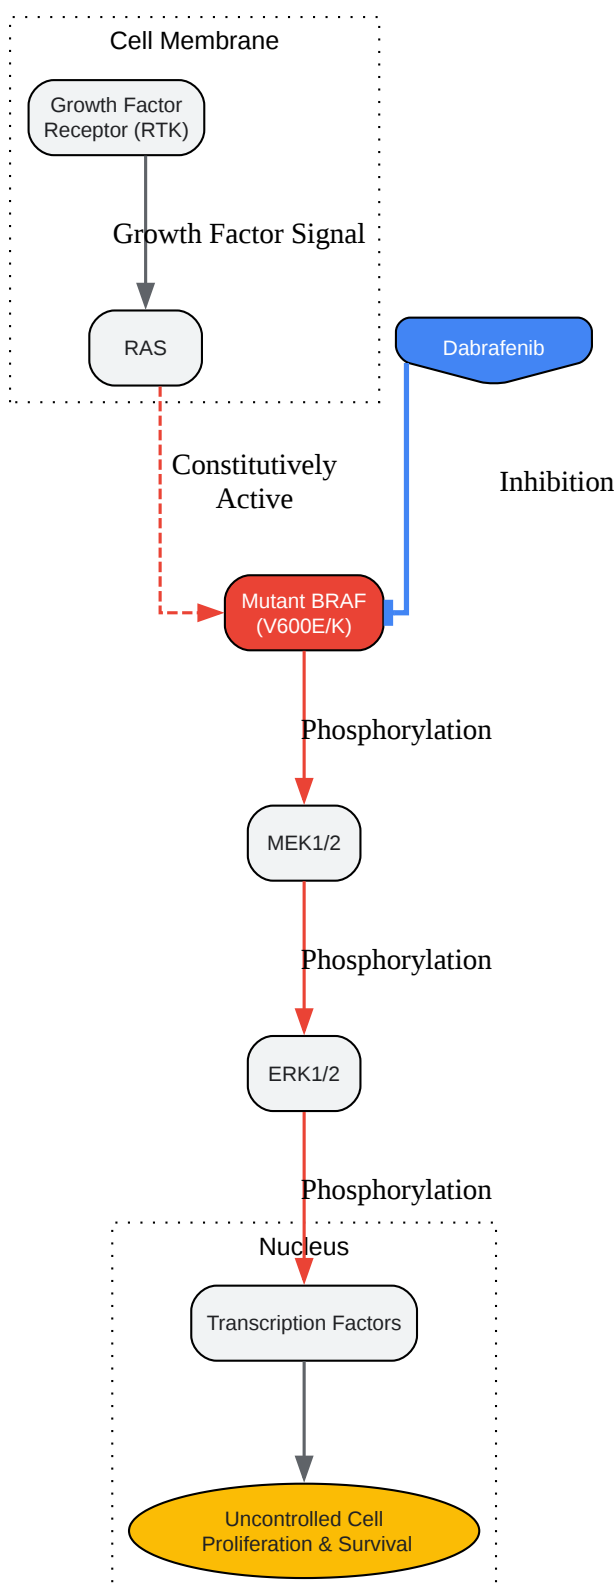 Cell Membrane
Growth Factor
Receptor (RTK)
Growth Factor Signal
RAS
Dabrafenib
Constitutively
Active
Inhibition
Mutant BRAF
(V600E/K)
Phosphorylation
MEK1/2
Phosphorylation
ERK1/2
Phosphorylation
Nucleus
Transcription Factors
Uncontrolled Cell
Proliferation & Survival